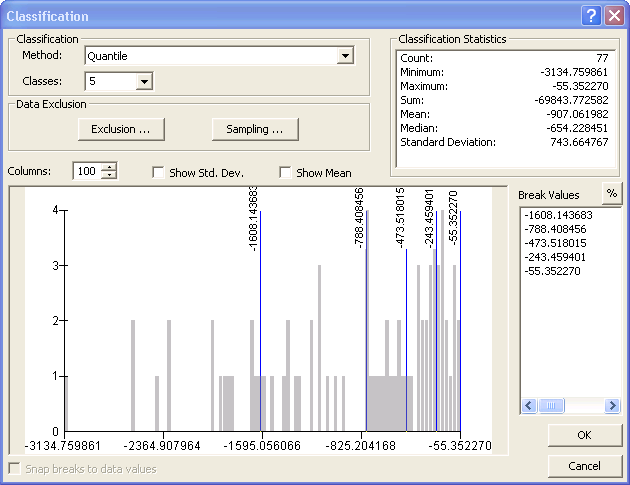 Classification
Classification
Method:
Quantile
Classes:
5
Data Exclusion
Exclusion ...
Sampling ...
Classification Statistics
Count: 77
Minimum: -3134.759861
Maximum: -55.352270
Sum: -69843.772582
Mean: -907.061982
Median: -654.228451
Standard Deviation: 743.664767
Columns: 100
Show Std. Dev.
Show Mean
Break Values
%
-1608.143683
-788.408456
-473.518015
-243.459401
-55.352270
-1608.143683
-788.408456
-473.518015
-243.459401
-55.352270
4
3
2
1
0
-3134.759861 -2364.907964 -1595.056066 -825.204168 -55.352270
Snap breaks to data values
OK
Cancel